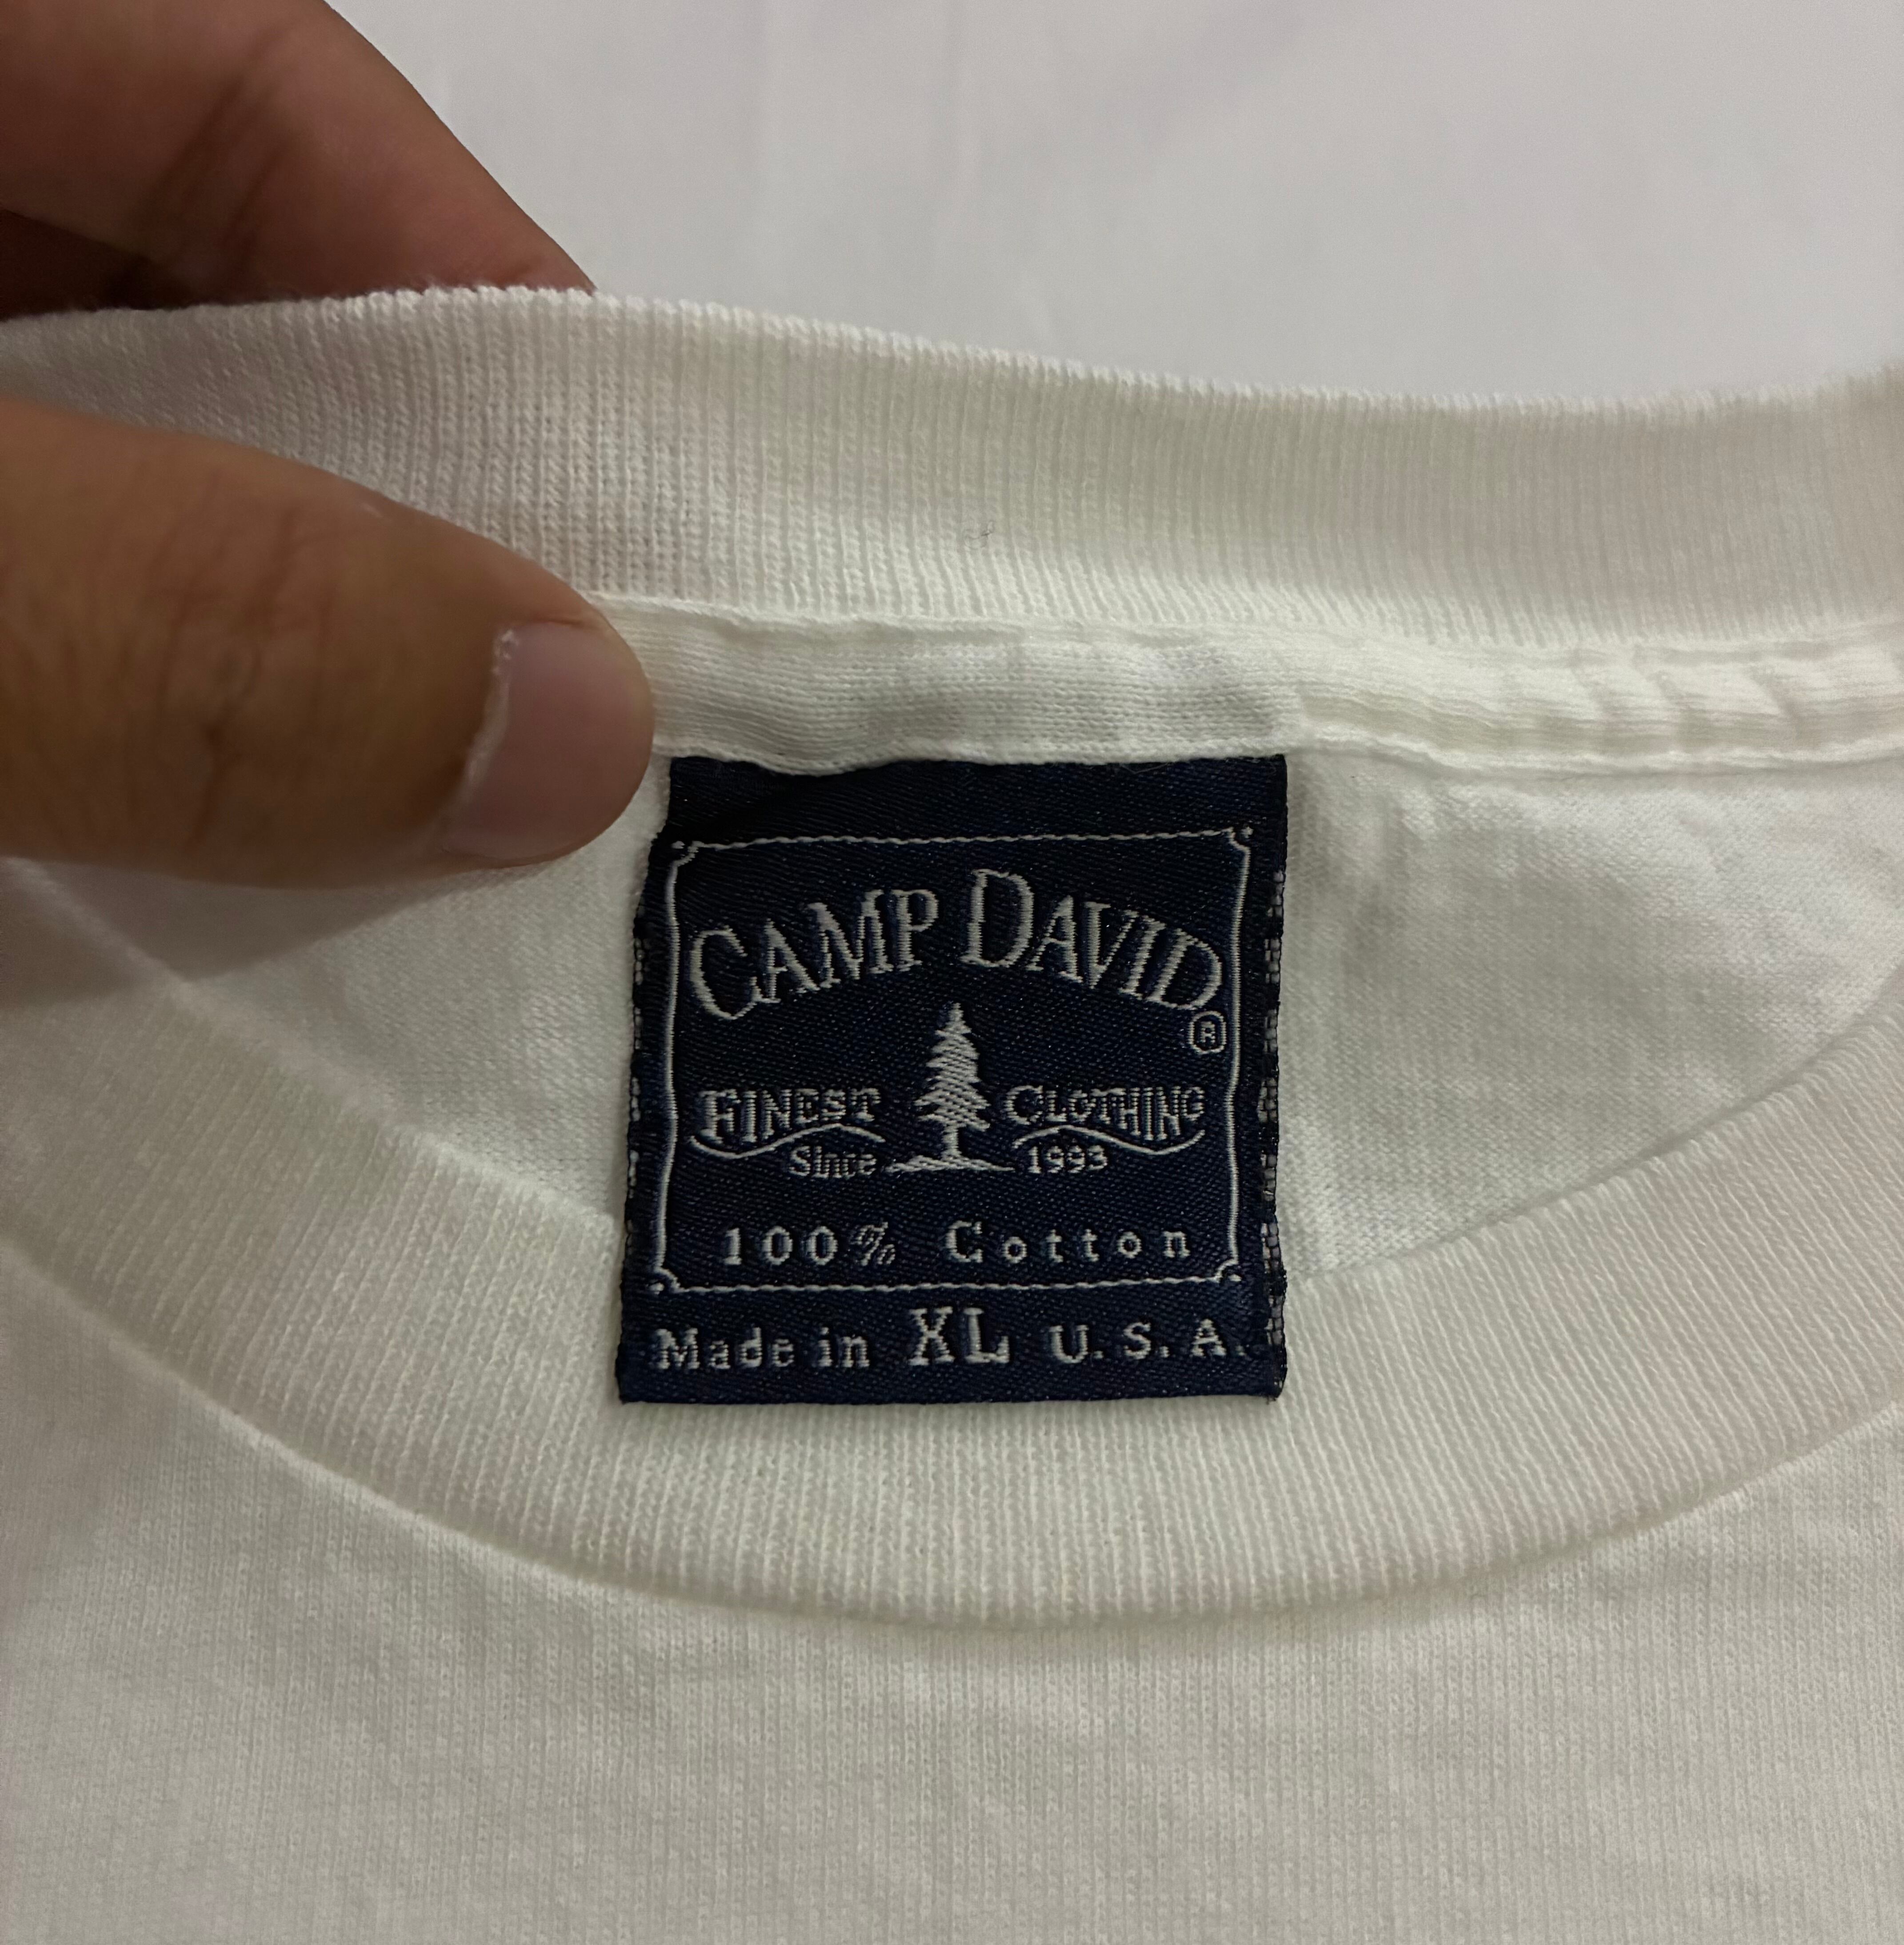 CAMP DAVID®
FINEST CLOTHING
Since 1993
100% Cotton
Made in XL U.S.A.